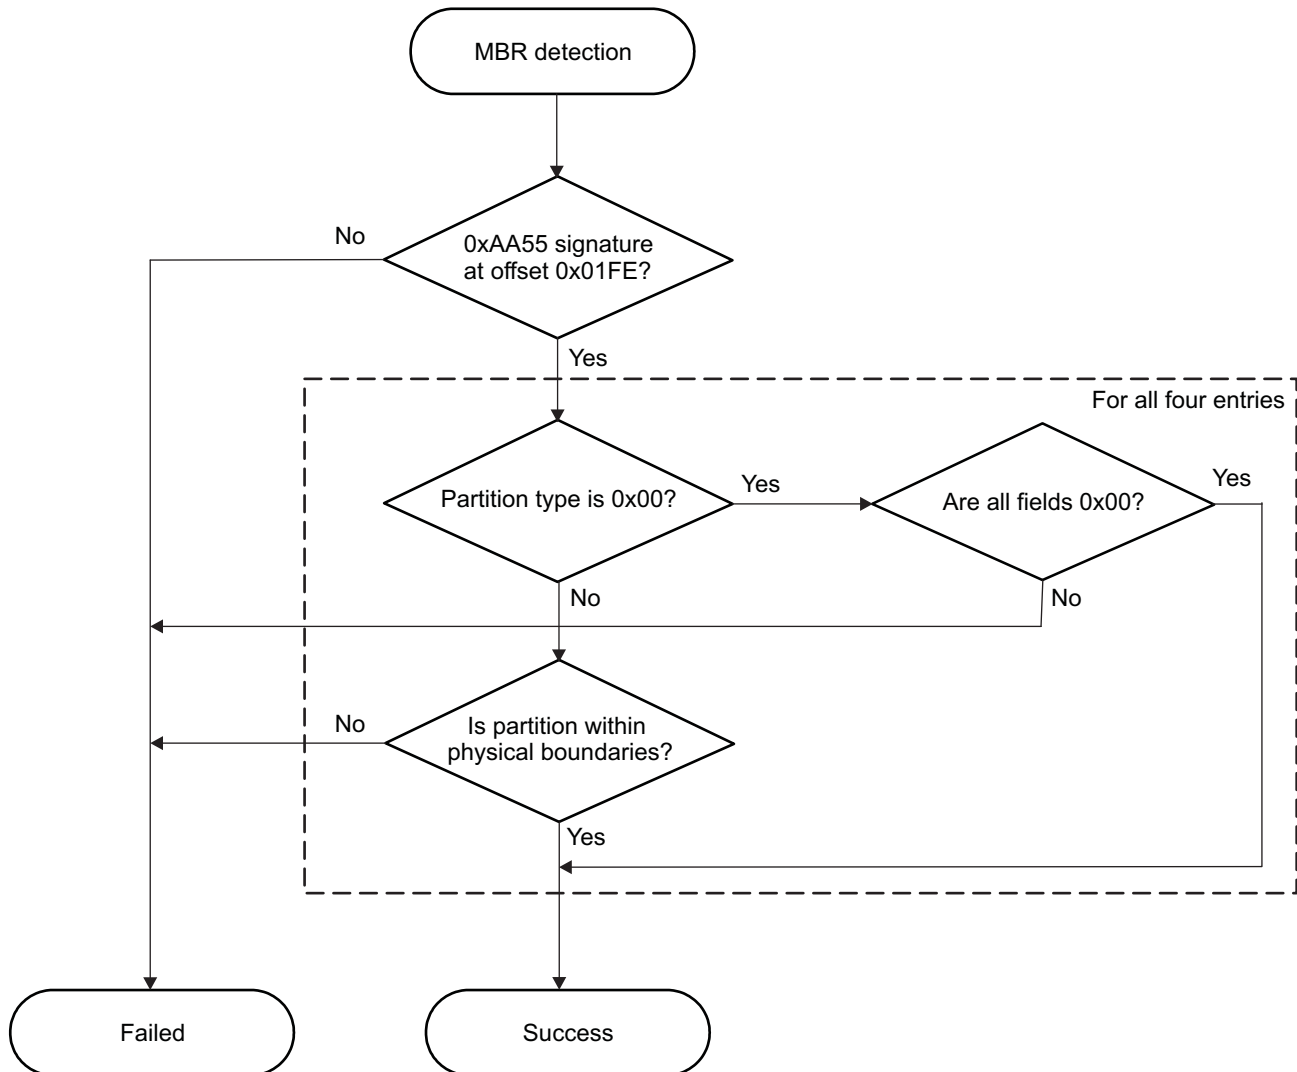 MBR detection
No
0xAA55 signature
at offset 0x01FE?
Yes
For all four entries
Partition type is 0x00?
Yes
Are all fields 0x00?
Yes
No
No
No
Is partition within
physical boundaries?
Yes
Failed
Success